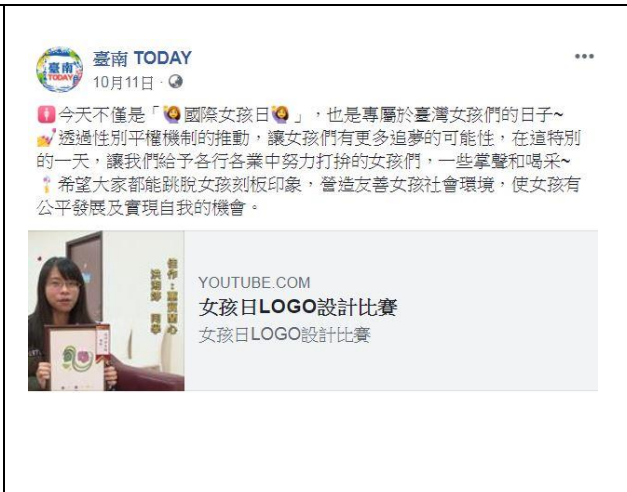 臺南 TODAY
10月11日
今天不僅是「國際女孩日」,也是專屬於臺灣女孩們的日子~
透過性別平權機制的推動,讓女孩們有更多追夢的可能性,在這特別
的一天,讓我們給予各行各業中努力打拚的女孩們,一些掌聲和喝采~
希望大家都能跳脫女孩刻板印象,營造友善女孩社會環境,使女孩有
公平發展及實現自我的機會。
佳作:
YOUTUBE.COM
女孩日LOGO設計比賽
女孩日LOGO設計比賽